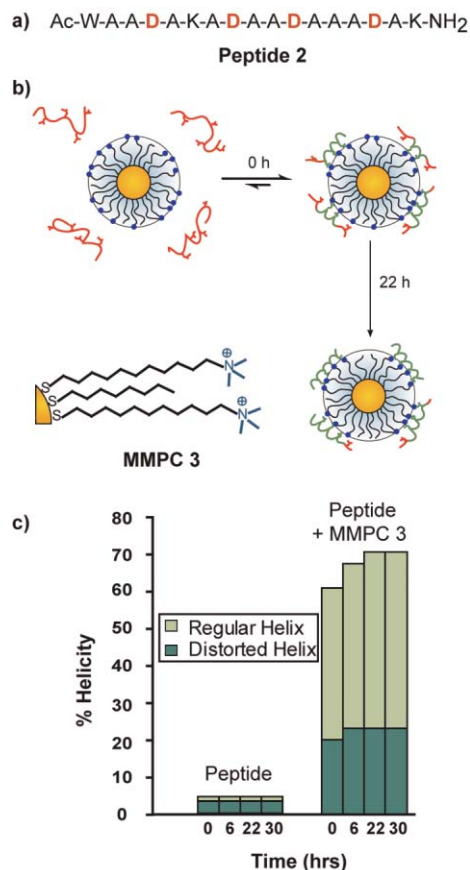 a) Ac-W-A-A-D-A-K-A-D-A-A-D-A-A-A-D-A-K-NH2
Peptide 2
b)
0 h
22 h
S
S
S
N
⊕
N
⊕
MMPC 3
c)
Peptide
+ MMPC 3
80
70
60
50
40
30
20
10
0
% Helicity
Regular Helix
Distorted Helix
Peptide
0 6 22 30 0 6 22 30
Time (hrs)